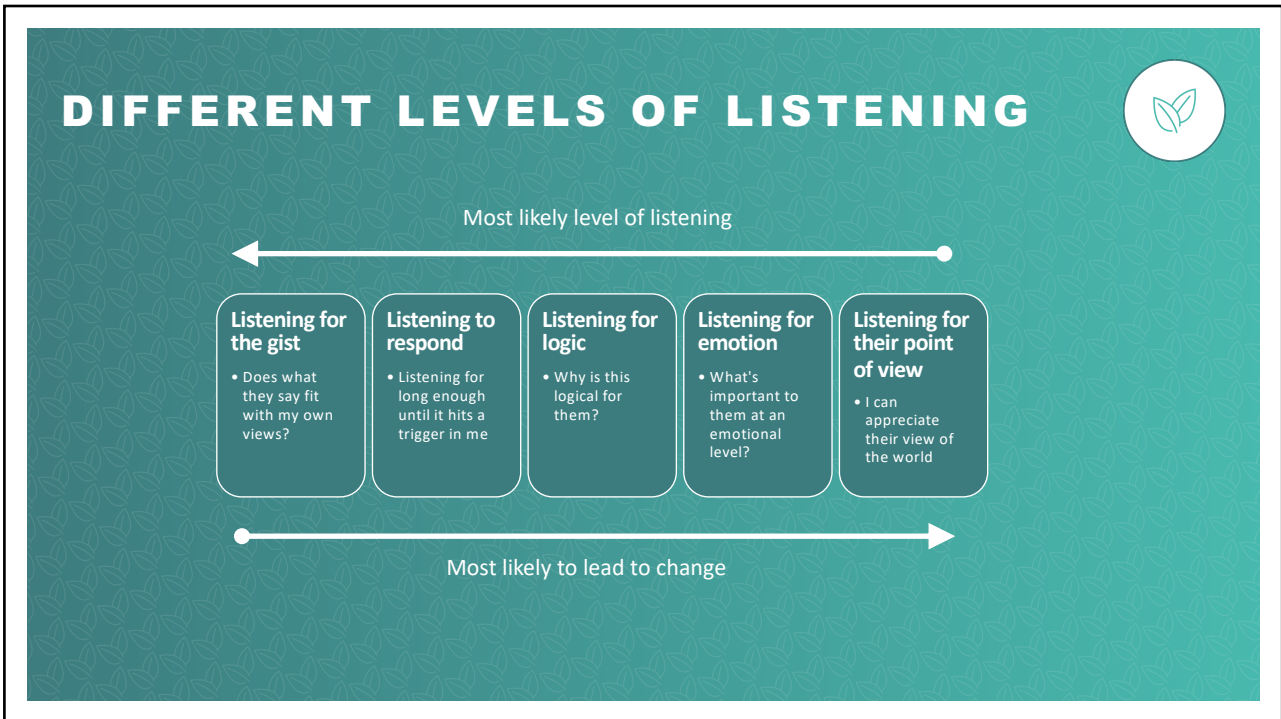 DIFFERENT LEVELS OF LISTENING
Most likely level of listening
Listening for
the gist
• Does what
they say fit
with my own
views?
Listening to
respond
• Listening for
long enough
until it hits a
trigger in me
Listening for
logic
• Why is this
logical for
them?
Listening for
emotion
• What's
important to
them at an
emotional
level?
Listening for
their point
of view
• I can
appreciate
their view of
the world
Most likely to lead to change